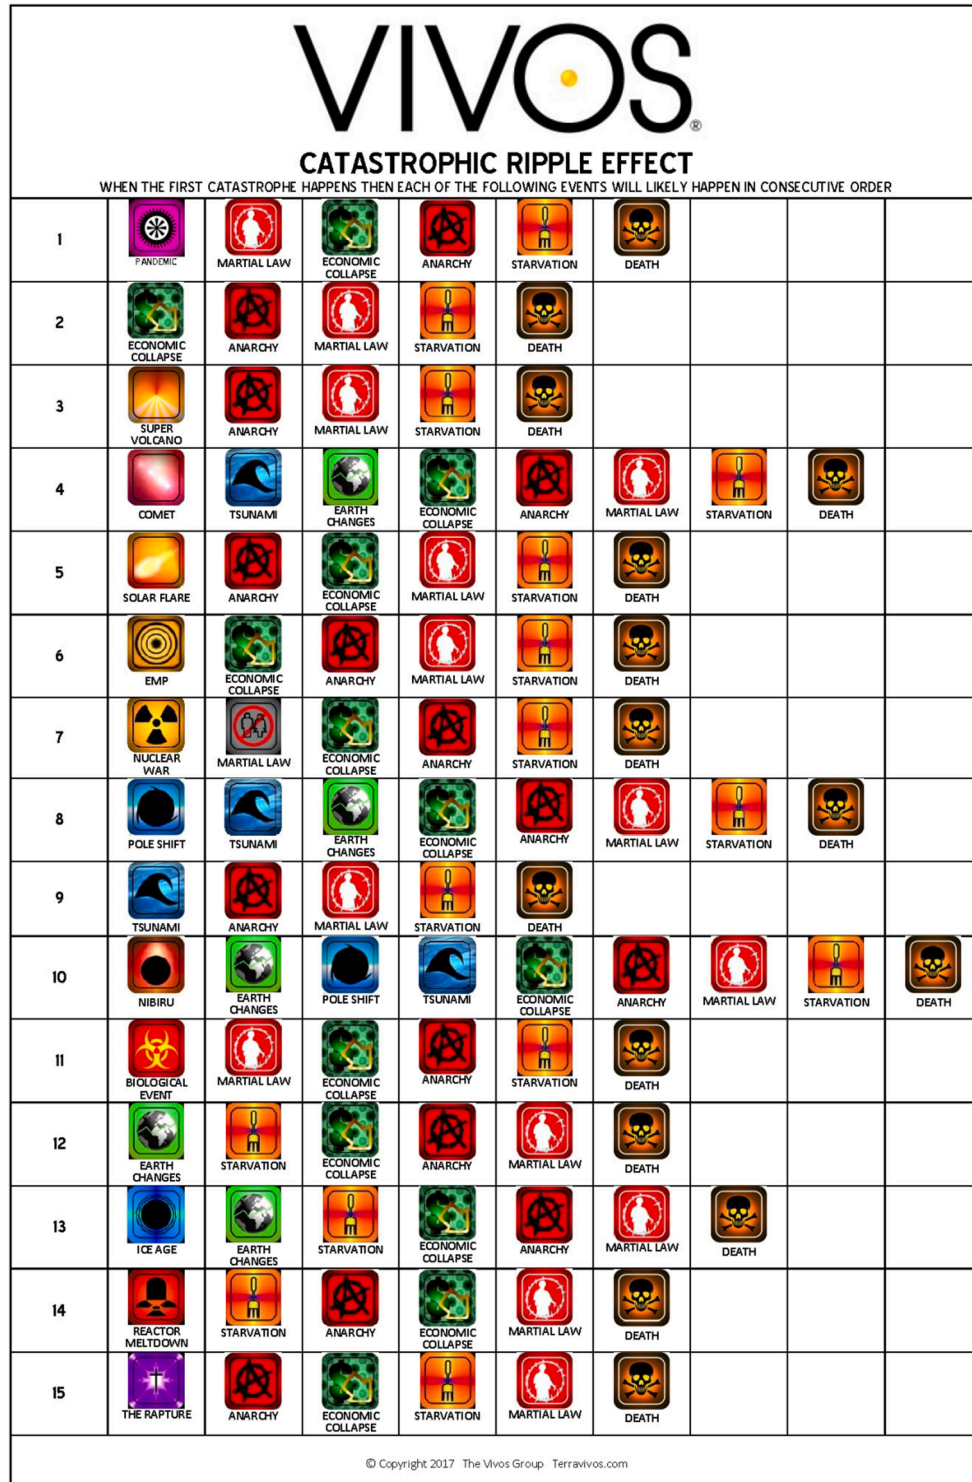 VIVOS®
CATASTROPHIC RIPPLE EFFECT
WHEN THE FIRST CATASTROPHE HAPPENS THEN EACH OF THE FOLLOWING EVENTS WILL LIKELY HAPPEN IN CONSECUTIVE ORDER
1 PANDEMIC MARTIAL LAW ECONOMIC COLLAPSE ANARCHY STARVATION DEATH
2 ECONOMIC COLLAPSE ANARCHY MARTIAL LAW STARVATION DEATH
3 SUPER VOLCANO ANARCHY MARTIAL LAW STARVATION DEATH
4 COMET TSUNAMI EARTH CHANGES ECONOMIC COLLAPSE ANARCHY MARTIAL LAW STARVATION DEATH
5 SOLAR FLARE ANARCHY ECONOMIC COLLAPSE MARTIAL LAW STARVATION DEATH
6 EMP ECONOMIC COLLAPSE ANARCHY MARTIAL LAW STARVATION DEATH
7 NUCLEAR WAR MARTIAL LAW ECONOMIC COLLAPSE ANARCHY STARVATION DEATH
8 POLE SHIFT TSUNAMI EARTH CHANGES ECONOMIC COLLAPSE ANARCHY MARTIAL LAW STARVATION DEATH
9 TSUNAMI ANARCHY MARTIAL LAW STARVATION DEATH
10 NIBIRU EARTH CHANGES POLE SHIFT TSUNAMI ECONOMIC COLLAPSE ANARCHY MARTIAL LAW STARVATION DEATH
11 BIOLOGICAL EVENT MARTIAL LAW ECONOMIC COLLAPSE ANARCHY STARVATION DEATH
12 EARTH CHANGES STARVATION ECONOMIC COLLAPSE ANARCHY MARTIAL LAW DEATH
13 ICE AGE EARTH CHANGES STARVATION ECONOMIC COLLAPSE ANARCHY MARTIAL LAW DEATH
14 REACTOR MELTDOWN STARVATION ANARCHY ECONOMIC COLLAPSE MARTIAL LAW DEATH
15 THE RAPTURE ANARCHY ECONOMIC COLLAPSE STARVATION MARTIAL LAW DEATH
© Copyright 2017 The Vivos Group Terravivos.com